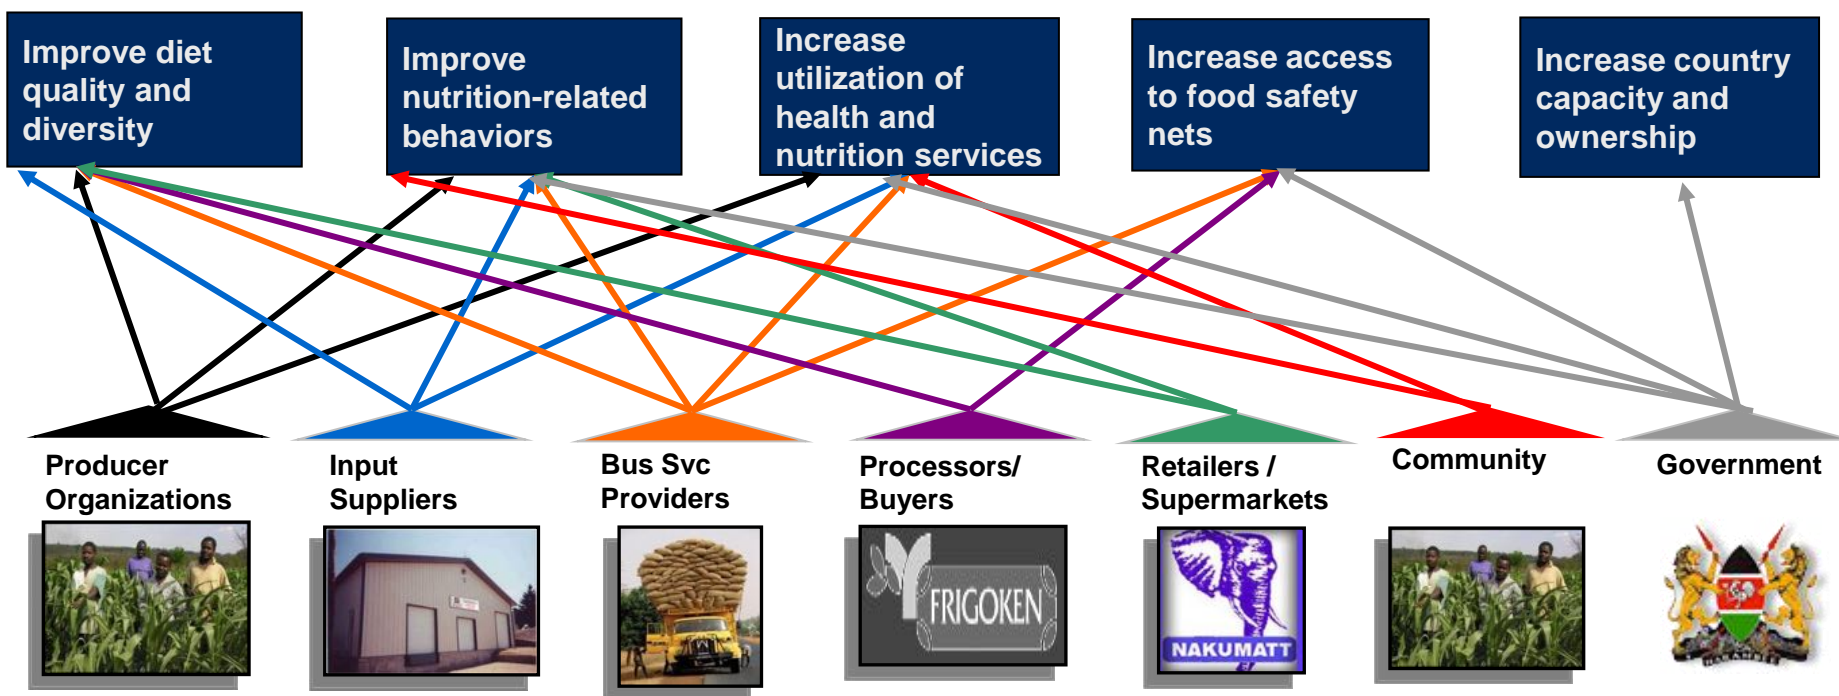 Improve diet
quality and
diversity
Improve
nutrition-related
behaviors
Increase
utilization of
health and
nutrition services
Increase access
to food safety
nets
Increase country
capacity and
ownership
Producer
Organizations
Input
Suppliers
Bus Svc
Providers
Processors/
Buyers
Retailers /
Supermarkets
Community
Government
FRIGOKEN
NAKUMATT